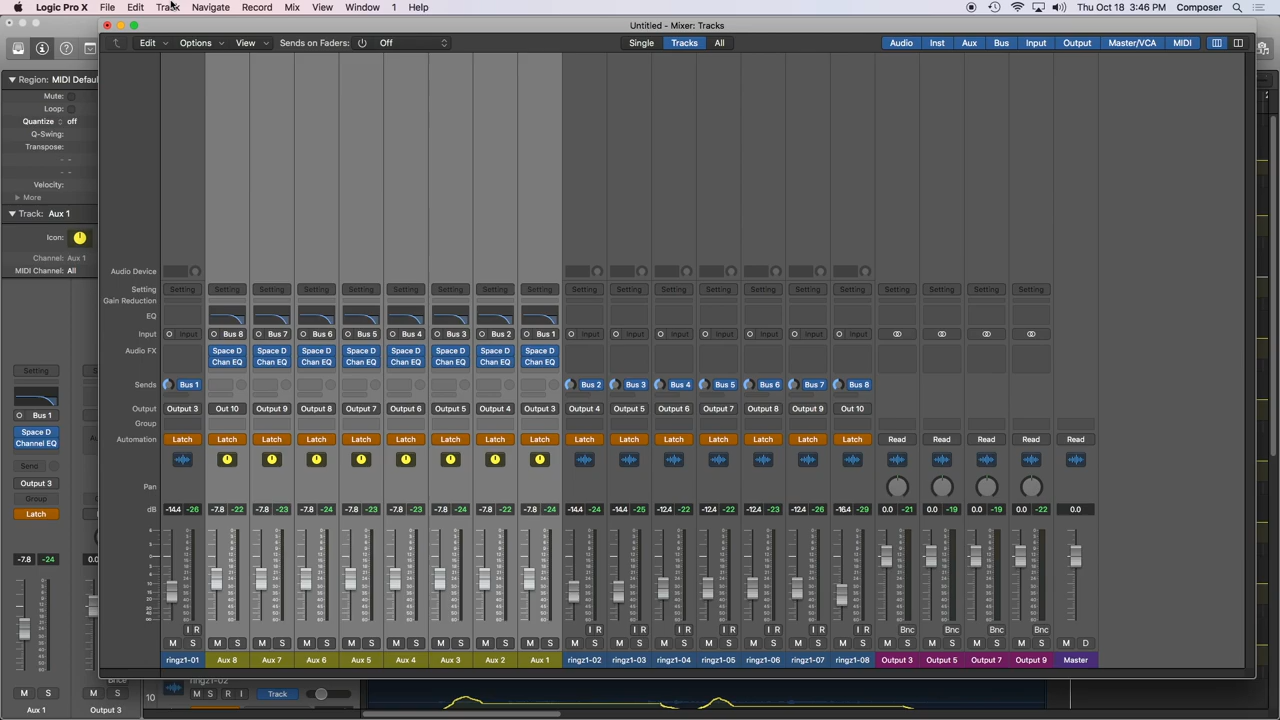 Logic Pro X File Edit Track Navigate Record Mix View Window 1 Help Thu Oct 18 3:46 PM Composer
Untitled - Mixer: Tracks
Edit Options View Sends on Faders: Off Single Tracks All Audio Inst Aux Bus Input Output Master/VCA MIDI
Region: MIDI Defaul
Mute:
Loop:
Quantize off
Q-Swing:
Transpose:
- -
- -
Velocity:
More
Track: Aux 1
Icon:
Channel: Aux 1
MIDI Channel: All
Setting
Bus 1
Space D
Channel EQ
Send
Output 3
Group
Latch
-7.8 -24 0.0
M S M S
Aux 1 Output 3
Audio Device
Setting Setting Setting Setting Setting Setting Setting Setting Setting Setting Setting Setting Setting Setting Setting Setting Setting Setting Setting Setting Setting
Gain Reduction
EQ
Input Input Bus 8 Bus 7 Bus 6 Bus 5 Bus 4 Bus 3 Bus 2 Bus 1 Input Input Input Input Input Input Input
Audio FX Space D Space D Space D Space D Space D Space D Space D Space D
Chan EQ Chan EQ Chan EQ Chan EQ Chan EQ Chan EQ Chan EQ Chan EQ
Sends Bus 1 Bus 2 Bus 3 Bus 4 Bus 5 Bus 6 Bus 7 Bus 8
Output Output 3 Out 10 Output 9 Output 8 Output 7 Output 6 Output 5 Output 4 Output 3 Output 4 Output 5 Output 6 Output 7 Output 8 Output 9 Out 10
Group
Automation Latch Latch Latch Latch Latch Latch Latch Latch Latch Latch Latch Latch Latch Latch Latch Latch Read Read Read Read Read
Pan
dB -14.4 -26 -7.8 -22 -7.8 -23 -7.8 -24 -7.8 -23 -7.8 -24 -7.8 -23 -7.8 -22 -7.8 -24 -14.4 -24 -14.4 -25 -12.4 -22 -12.4 -22 -12.4 -23 -12.4 -26 -16.4 -29 0.0 -21 0.0 -19 0.0 -19 0.0 -22 0.0
I R I R I R I R I R I R I R I R Bnc Bnc Bnc Bnc
M S M S M S M S M S M S M S M S M S M S M S M S M S M S M S M S M S M S M S M S M D
ringz1-01 Aux 8 Aux 7 Aux 6 Aux 5 Aux 4 Aux 3 Aux 2 Aux 1 ringz1-02 ringz1-03 ringz1-04 ringz1-05 ringz1-06 ringz1-07 ringz1-08 Output 3 Output 5 Output 7 Output 9 Master
10 M S R I Track